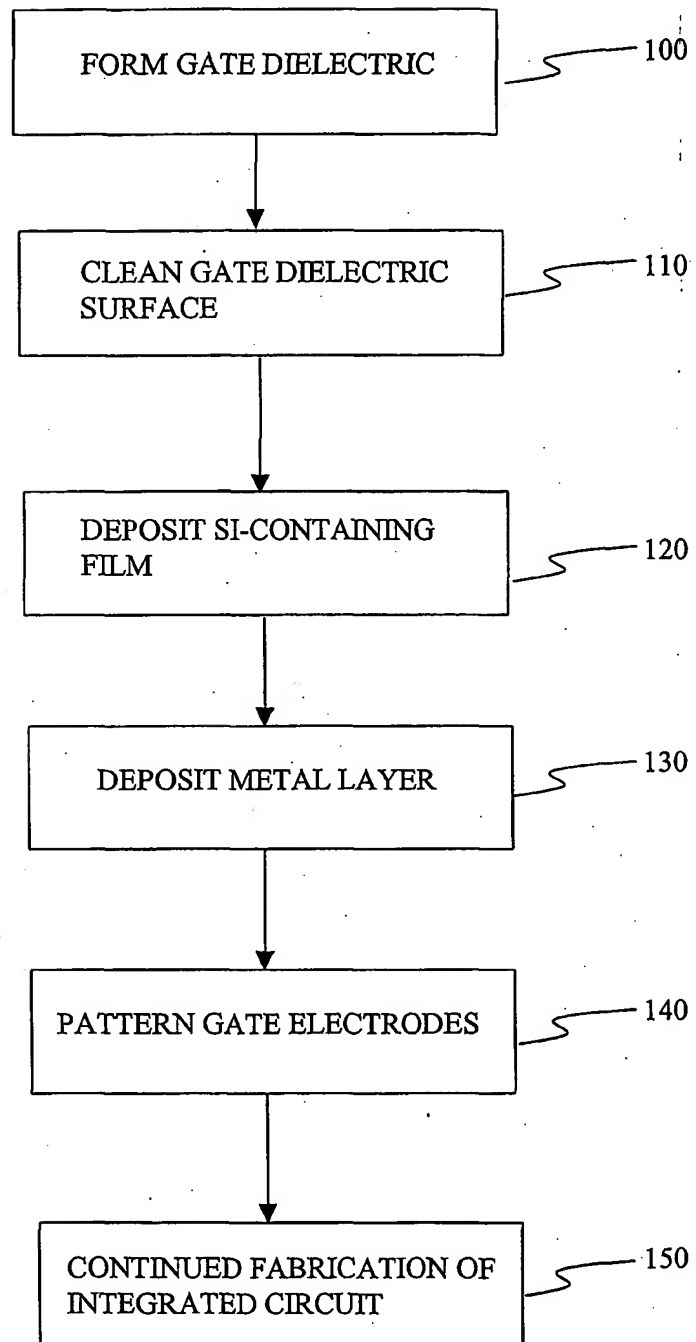 FORM GATE DIELECTRIC
100
CLEAN GATE DIELECTRIC
SURFACE
110
DEPOSIT SI-CONTAINING
FILM
120
DEPOSIT METAL LAYER
130
PATTERN GATE ELECTRODES
140
CONTINUED FABRICATION OF
INTEGRATED CIRCUIT
150